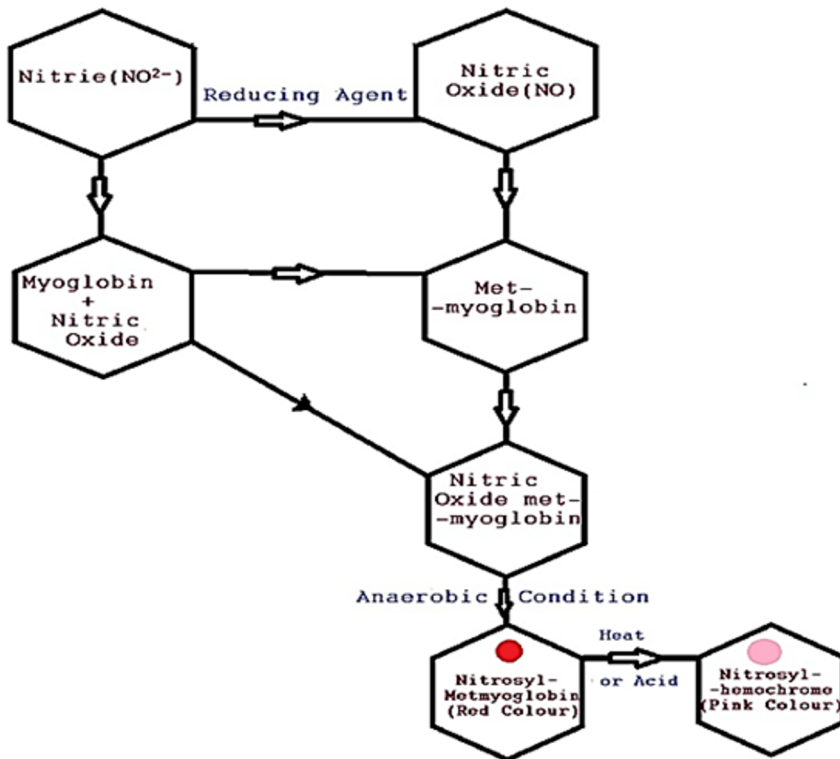 Nitrie(NO²⁻)
Reducing Agent
Nitric
Oxide(NO)
Myoglobin
+
Nitric
Oxide
Met-
-myoglobin
Nitric
Oxide met-
-myoglobin
Anaerobic Condition
Nitrosyl-
Metmyoglobin
(Red Colour)
Heat
or Acid
Nitrosyl-
-hemochrome
(Pink Colour)